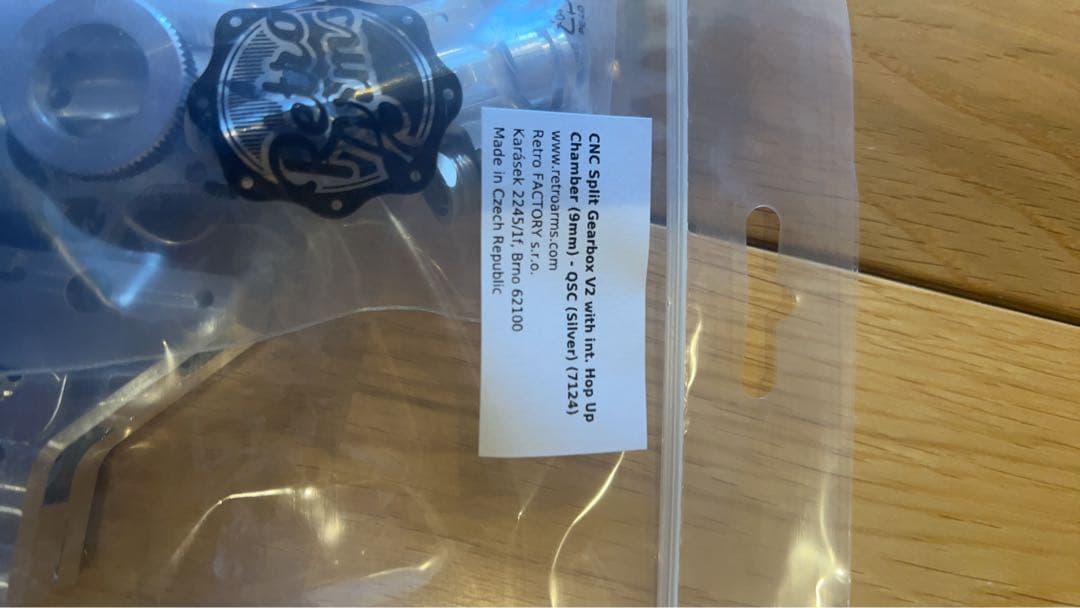 CNC Split Gearbox V2 with int. Hop Up
Chamber (9mm) - QSC (Silver) (7124)
www.retroarms.com
Retro FACTORY s.r.o.
Karásek 2245/1f, Brno 62100
Made in Czech Republic